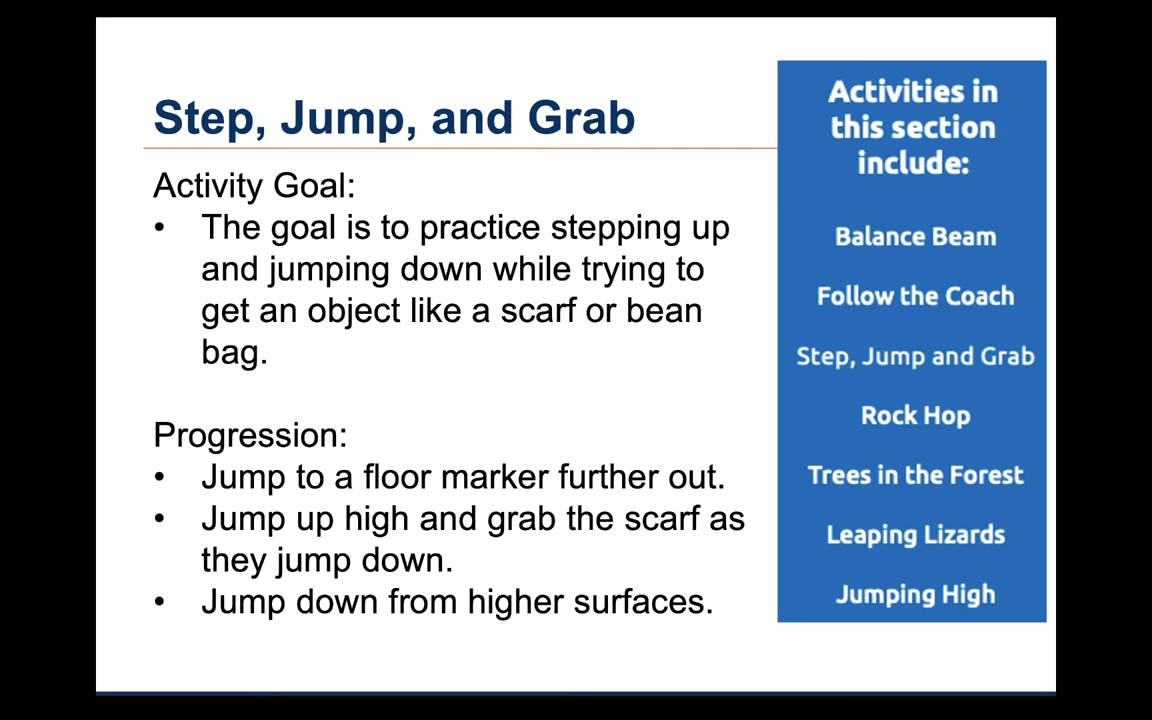 Step, Jump, and Grab
Activity Goal:
• The goal is to practice stepping up
and jumping down while trying to
get an object like a scarf or bean
bag.
Progression:
• Jump to a floor marker further out.
• Jump up high and grab the scarf as
they jump down.
• Jump down from higher surfaces.
Activities in
this section
include:
Balance Beam
Follow the Coach
Step, Jump and Grab
Rock Hop
Trees in the Forest
Leaping Lizards
Jumping High